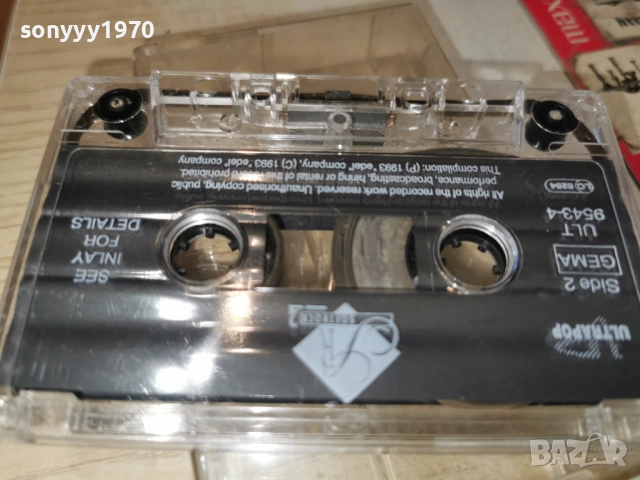 sonyyy1970
maxe
ULTRAPOP
Side 2
GEMA
ULT
9543-4
LC 6264
SEE
INLAY
FOR
DETAILS
All rights of the recorded work reserved. Unauthorised copying, public
performance, broadcasting, hiring or rental of this record prohibited.
This compilation: (P) 1993 "edel" company, (C) 1993 "edel" company
BAZAR